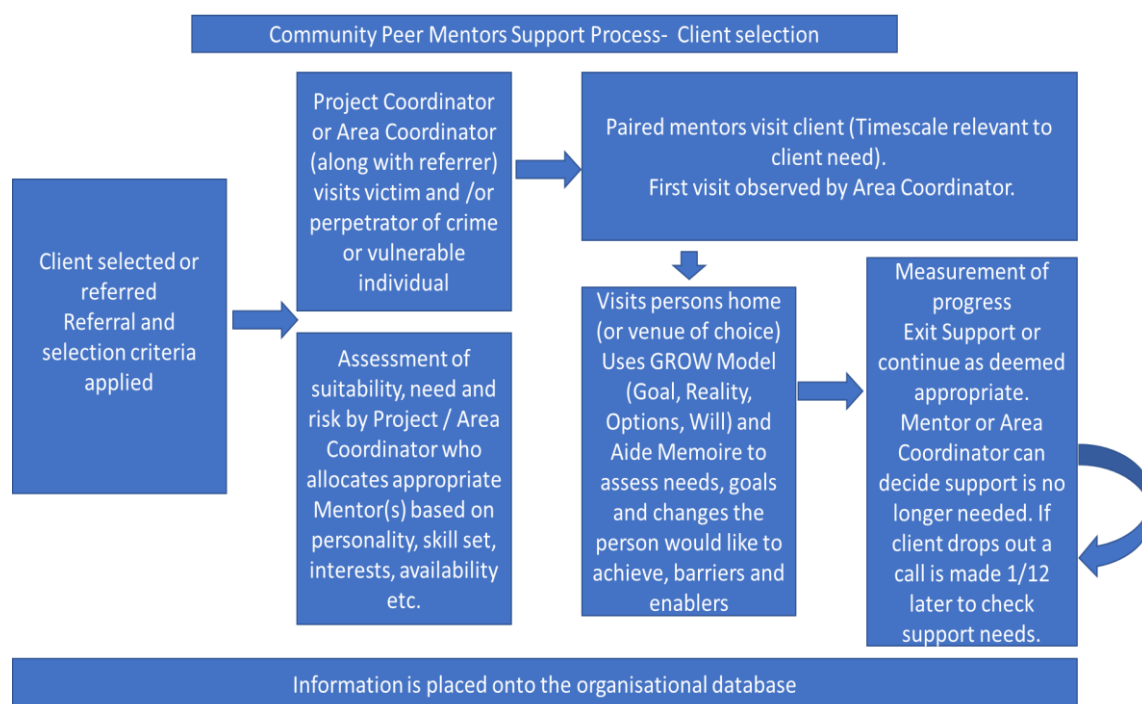 Community Peer Mentors Support Process-  Client selection
Client selected or
referred
Referral and
selection criteria
applied
Project Coordinator
or Area Coordinator
(along with referrer)
visits victim and /or
perpetrator of crime
or vulnerable
individual
Assessment of
suitability, need and
risk by Project / Area
Coordinator who
allocates appropriate
Mentor(s) based on
personality, skill set,
interests, availability
etc.
Paired mentors visit client (Timescale relevant to
client need).
First visit observed by Area Coordinator.
Visits persons home
(or venue of choice)
Uses GROW Model
(Goal, Reality,
Options, Will) and
Aide Memoire to
assess needs, goals
and changes the
person would like to
achieve, barriers and
enablers
Measurement of
progress
Exit Support or
continue as deemed
appropriate.
Mentor or Area
Coordinator can
decide support is no
longer needed. If
client drops out a
call is made 1/12
later to check
support needs.
Information is placed onto the organisational database